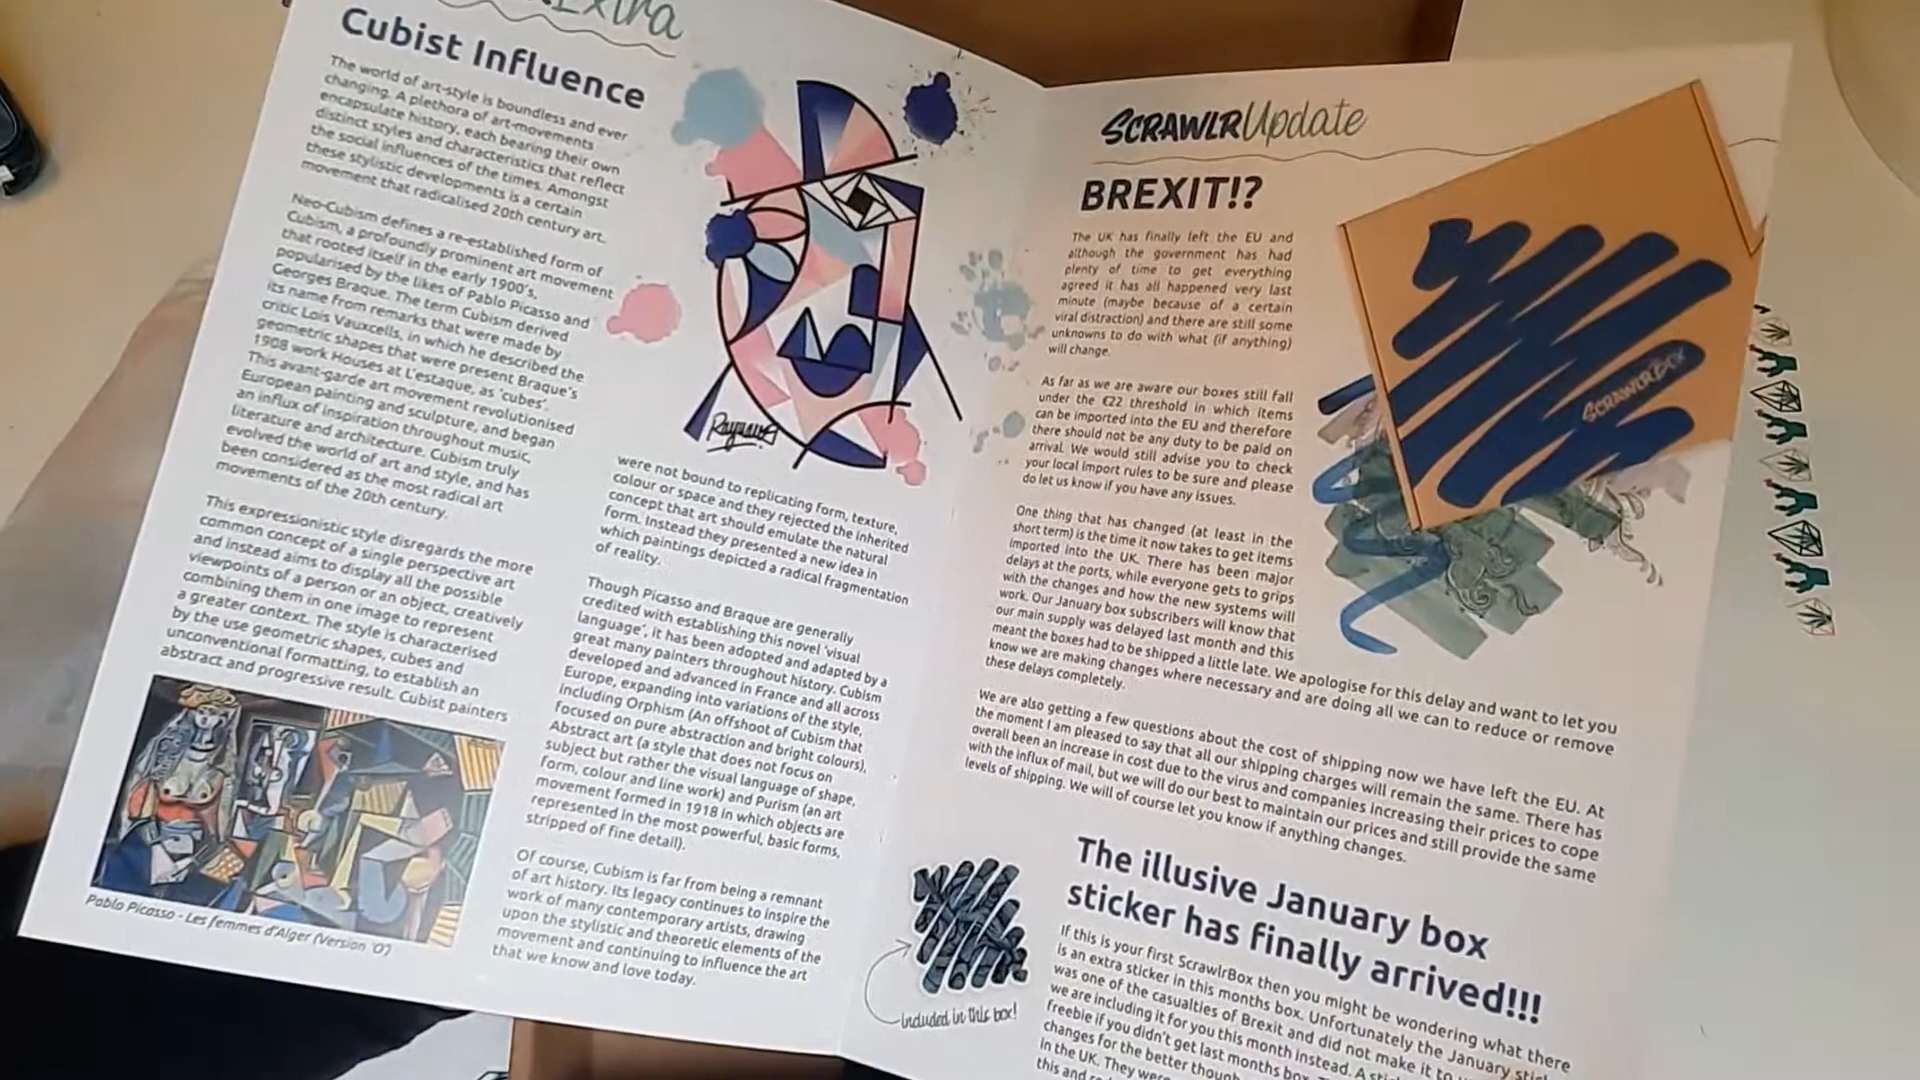 Extra
Cubist Influence
The world of art-style is boundless and ever
changing. A plethora of art-movements
encapsulate history, each bearing their own
distinct styles and characteristics that reflect
the social influences of the times. Amongst
these stylistic developments is a certain
movement that radicalised 20th century art.
Neo-Cubism defines a re-established form of
Cubism, a profoundly prominent art movement
that rooted itself in the early 1900's,
popularised by the likes of Pablo Picasso and
Georges Braque. The term Cubism derived
its name from remarks that were made by
critic Lois Vauxcells, in which he described the
geometric shapes that were present Braque's
1908 work Houses at L'estaque, as 'cubes'.
This avant-garde art movement revolutionised
European painting and sculpture, and began
an influx of inspiration throughout music,
literature and architecture. Cubism truly
evolved the world of art and style, and has
been considered as the most radical art
movements of the 20th century.
This expressionistic style disregards the more
common concept of a single perspective art
and instead aims to display all the possible
viewpoints of a person or an object, creatively
combining them in one image to represent
a greater context. The style is characterised
by the use geometric shapes, cubes and
unconventional formatting, to establish an
abstract and progressive result. Cubist painters
Pablo Picasso - Les femmes d'Alger (Version 'O')
were not bound to replicating form, texture,
colour or space and they rejected the inherited
concept that art should emulate the natural
form. Instead they presented a new idea in
which paintings depicted a radical fragmentation
of reality.
Though Picasso and Braque are generally
credited with establishing this novel 'visual
language', it has been adopted and adapted by a
great many painters throughout history. Cubism
developed and advanced in France and all across
Europe, expanding into variations of the style,
including Orphism (An offshoot of Cubism that
focused on pure abstraction and bright colours),
Abstract art (a style that does not focus on
subject but rather the visual language of shape,
form, colour and line work) and Purism (an art
movement formed in 1918 in which objects are
represented in the most powerful, basic forms,
stripped of fine detail).
Of course, Cubism is far from being a remnant
of art history. Its legacy continues to inspire the
work of many contemporary artists, drawing
upon the stylistic and theoretic elements of the
movement and continuing to influence the art
that we know and love today.
SCRAWLRUpdate
BREXIT!?
The UK has finally left the EU and
although the government has had
plenty of time to get everything
agreed it has all happened very last
minute (maybe because of a certain
viral distraction) and there are still some
unknowns to do with what (if anything)
will change.
As far as we are aware our boxes still fall
under the €22 threshold in which items
can be imported into the EU and therefore
there should not be any duty to be paid on
arrival. We would still advise you to check
your local import rules to be sure and please
do let us know if you have any issues.
One thing that has changed (at least in the
short term) is the time it now takes to get items
imported into the UK. There has been major
delays at the ports, while everyone gets to grips
with the changes and how the new systems will
work. Our January box subscribers will know that
our main supply was delayed last month and this
meant the boxes had to be shipped a little late. We apologise for this delay and want to let you
know we are making changes where necessary and are doing all we can to reduce or remove
these delays completely.
We are also getting a few questions about the cost of shipping now we have left the EU. At
the moment I am pleased to say that all our shipping charges will remain the same. There has
overall been an increase in cost due to the virus and companies increasing their prices to cope
with the influx of mail, but we will do our best to maintain our prices and still provide the same
levels of shipping. We will of course let you know if anything changes.
SCRAWLRBOX
included in this box!
The illusive January box
sticker has finally arrived!!!
If this is your first ScrawlrBox then you might be wondering what there
is an extra sticker in this months box. Unfortunately the January
was one of the casualties of Brexit and did not make it to
we are including it for you this month instead. A
freebie if you didn't get last months box.
changes for the better though
in the UK. They were
this and